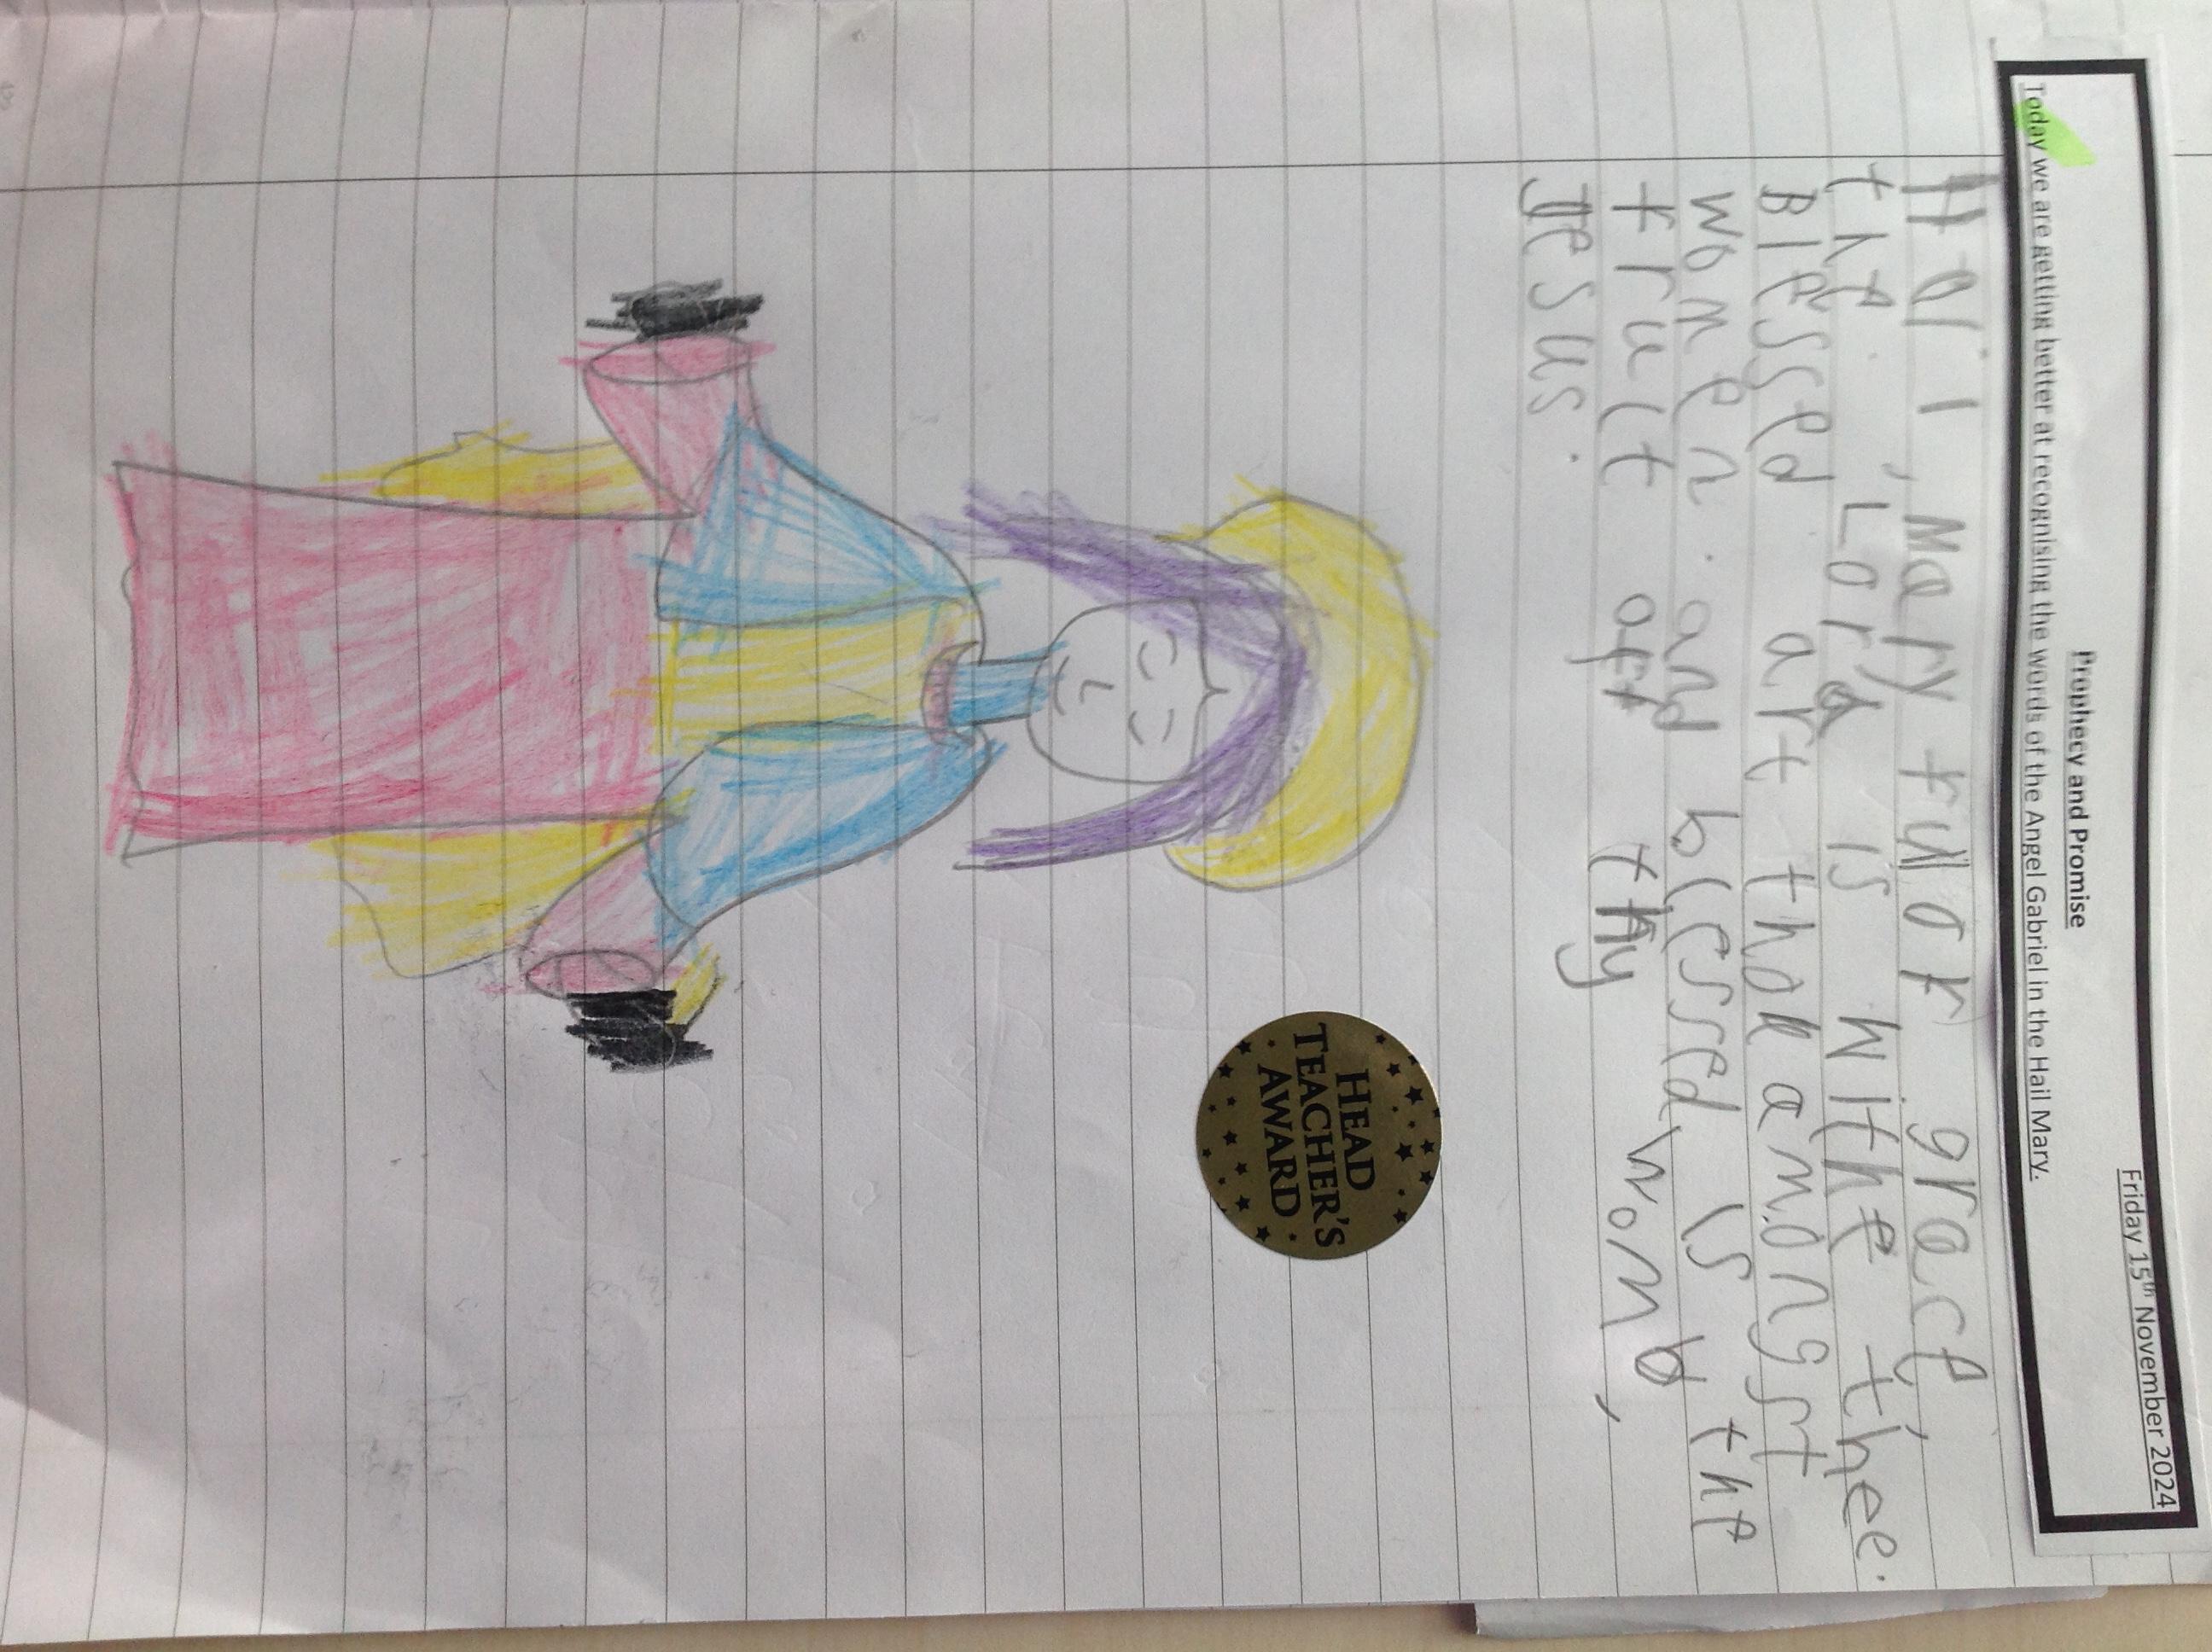 Friday 15th November 2024
Prophecy and Promise
Today we are getting better at recognising the words of the Angel Gabriel in the Hail Mary.
Hail, Mary full of grace,
the Lord is withe thee.
Blessed art thou amongst
women. and blessed is the
fruit of thy womb,
Jesus.
HEAD
TEACHER'S
AWARD